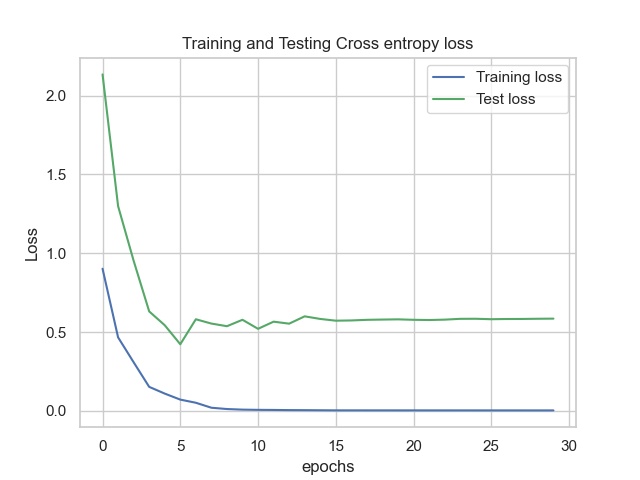 Training and Testing Cross entropy loss
Training loss
Test loss
2.0
1.5
1.0
0.5
0.0
Loss
0 5 10 15 20 25 30
epochs